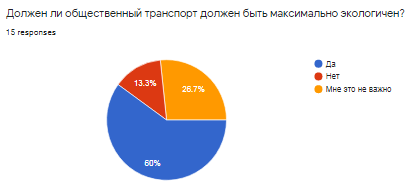 Должен ли общественный транспорт должен быть максимально экологичен?
15 responses
Да
Нет
Мне это не важно
13.3%
26.7%
60%